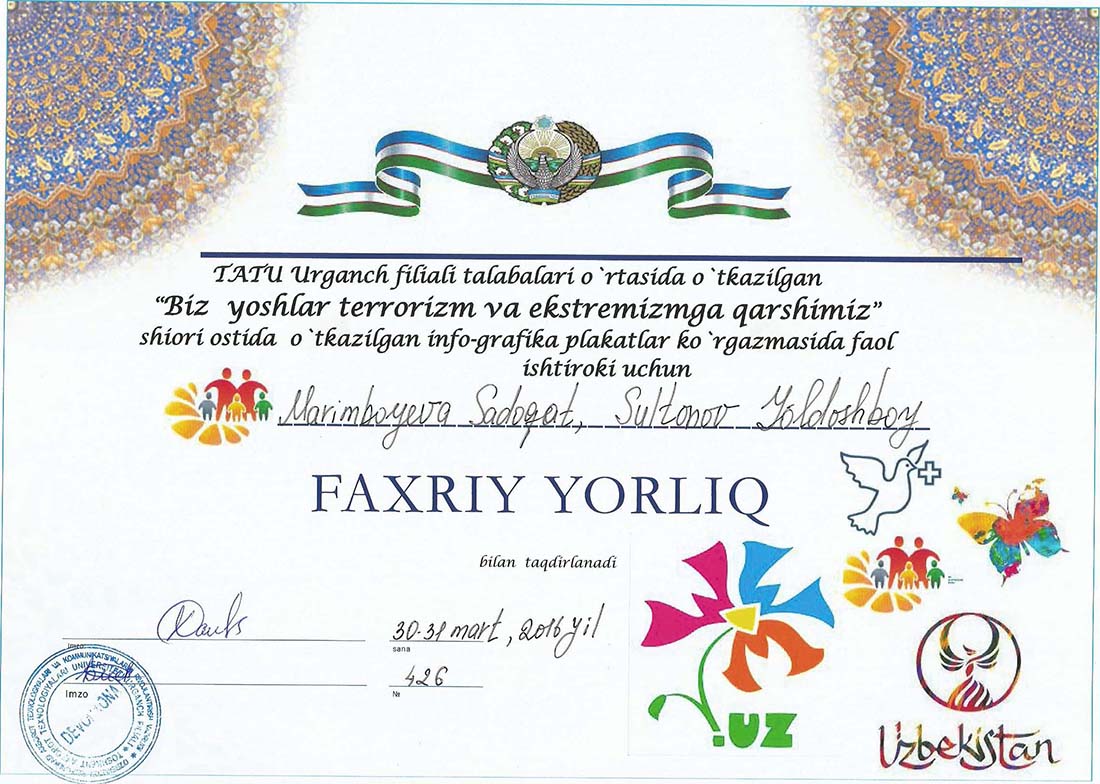 TATU Urganch filiali talabalari o`rtasida o`tkazilgan
“Biz yoshlar terrorizm va ekstremizmga qarshimiz”
shiori ostida o`tkazilgan info-grafika plakatlar ko`rgazmasida faol
ishtiroki uchun
Marimboyeva Sadoqat, Sultonov Yoldoshboy
FAXRIY YORLIQ
bilan taqdirlanadi
30-31 mart, 2016 yil
Imzo
sana
426
Imzo
№
DEVONXONA
.UZ
Uzbekistan